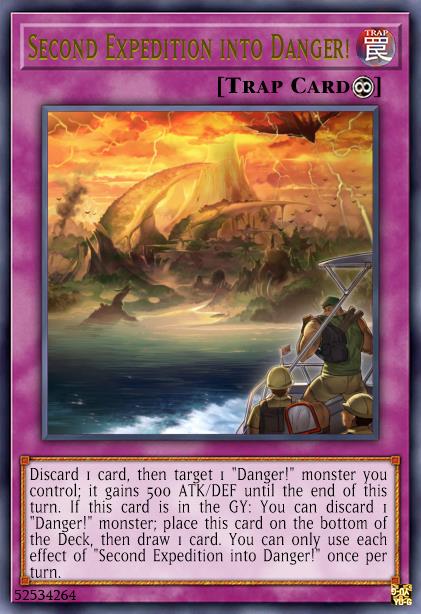 SECOND EXPEDITION INTO DANGER!
TRAP
罠
[TRAP CARD♾]
Discard 1 card, then target 1 "Danger!" monster you
control; it gains 500 ATK/DEF until the end of this
turn. If this card is in the GY: You can discard 1
"Danger!" monster; place this card on the bottom of
the Deck, then draw 1 card. You can only use each
effect of "Second Expedition into Danger!" once per
turn.
52534264